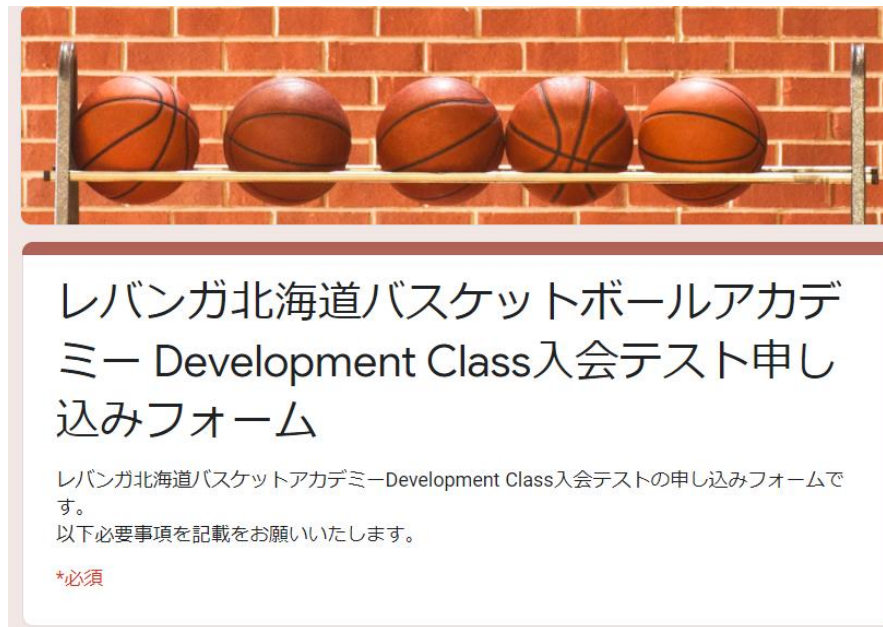 レバンガ北海道バスケットボールアカデ
ミー Development Class入会テスト申し
込みフォーム
レバンガ北海道バスケットアカデミーDevelopment Class入会テストの申し込みフォームで
す。
以下必要事項を記載をお願いいたします。
*必須